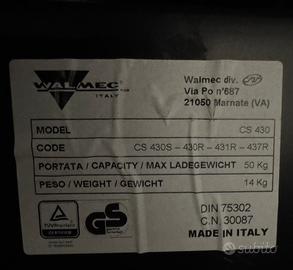 WALMEC
ITALY
Walmec div.
Via Po n°687
21050 Marnate (VA)
MODEL CS 430
CODE CS 430S - 430R - 431R - 437R
PORTATA / CAPACITY / MAX LADEGEWICHT 50 Kg
PESO / WEIGHT / GEWICHT 14 Kg
GS
DIN 75302
C.N. 30087
MADE IN ITALY
subito